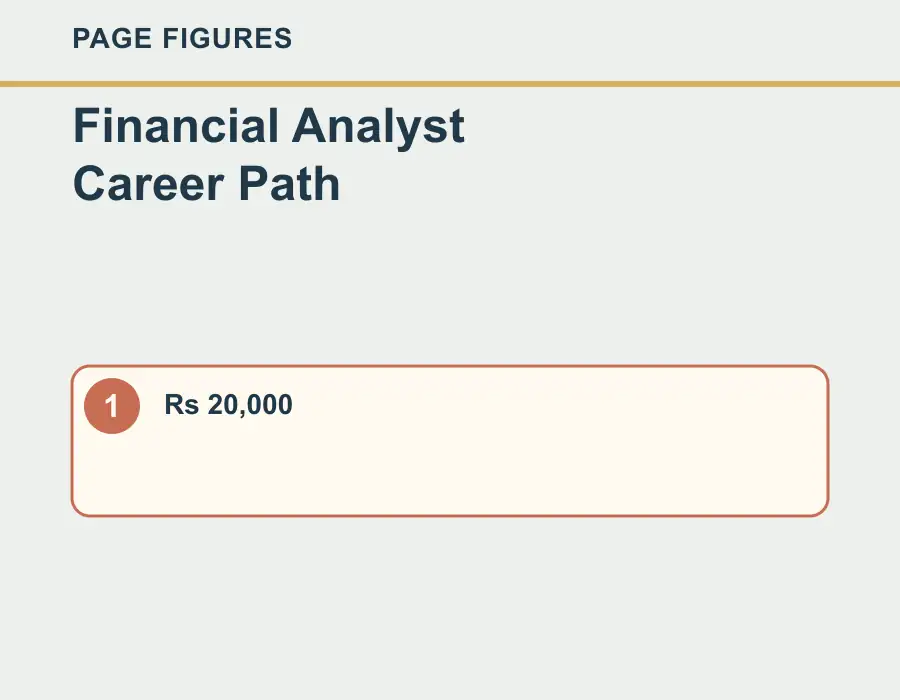 PAGE FIGURES
Financial Analyst
Career Path
1
Rs 20,000